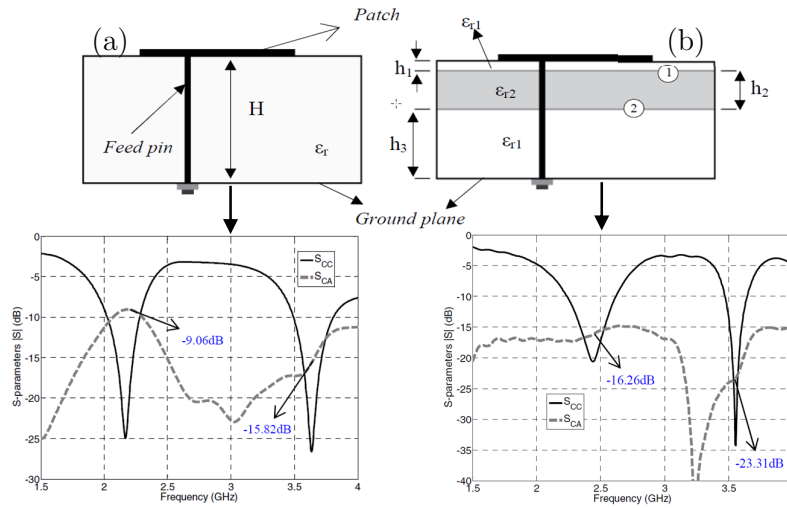 (a)
Patch
H
Feed pin
εr
εr1
(b)
h1
1
εr2
h2
2
h3
εr1
Ground plane
S-parameters |S| (dB)
0
-5
-10
-15
-20
-25
-30
SCC
SCA
-9.06dB
-15.82dB
1.5 2 2.5 3 3.5 4
Frequency (GHz)
S-parameters |S| (dB)
0
-5
-10
-15
-20
-25
-30
-35
-40
-16.26dB
SCC
SCA
-23.31dB
1.5 2 2.5 3 3.5
Frequency (GHz)